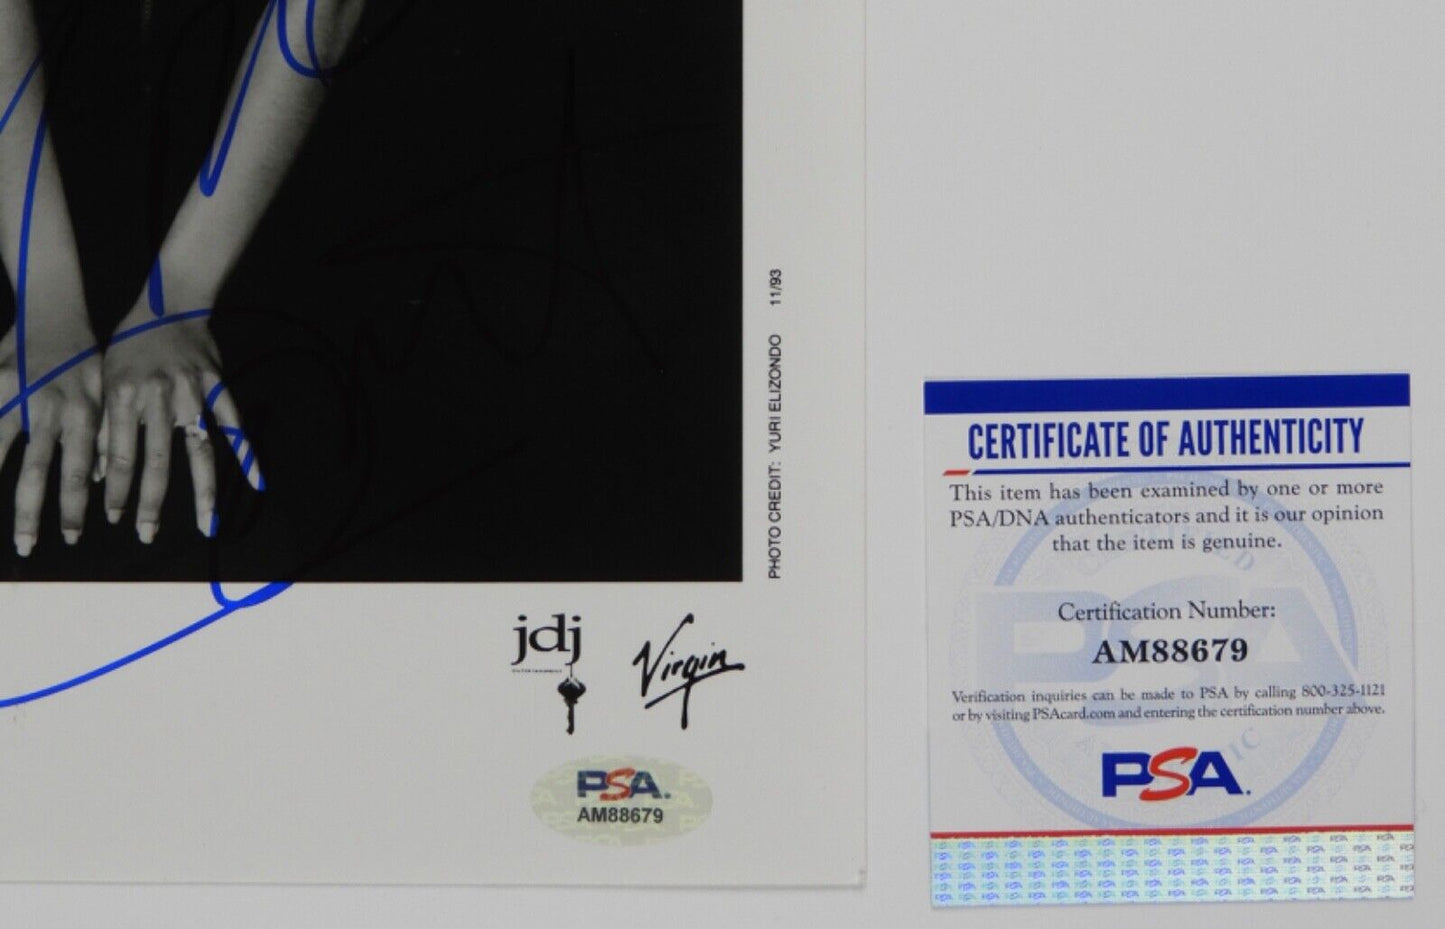 PHOTO CREDIT: YURI ELIZONDO 11/93
jdj
Virgin
PSA.
AM88679
CERTIFICATE OF AUTHENTICITY
This item has been examined by one or more
PSA/DNA authenticators and it is our opinion
that the item is genuine.
Certification Number:
AM88679
Verification inquiries can be made to PSA by calling 800-325-1121
or by visiting PSAcard.com and entering the certification number above.
PSA.